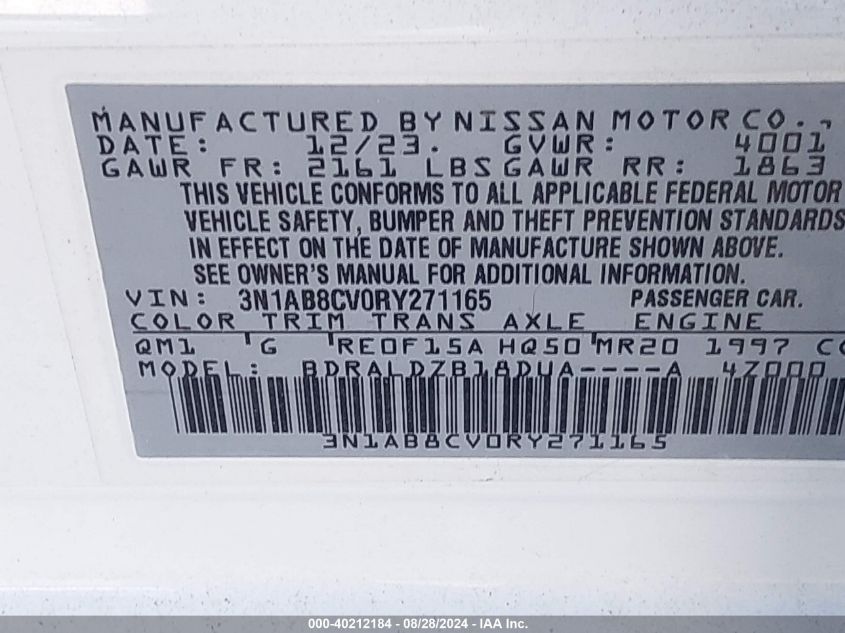 MANUFACTURED BY NISSAN MOTOR CO.,
DATE: 12/23. GVWR: 4001
GAWR FR: 2161 LBS GAWR RR: 1863
THIS VEHICLE CONFORMS TO ALL APPLICABLE FEDERAL MOTOR
VEHICLE SAFETY, BUMPER AND THEFT PREVENTION STANDARDS
IN EFFECT ON THE DATE OF MANUFACTURE SHOWN ABOVE.
SEE OWNER'S MANUAL FOR ADDITIONAL INFORMATION.
VIN: 3N1AB8CV0RY271165 PASSENGER CAR.
COLOR TRIM TRANS AXLE ENGINE
QM1 G RE0F15A HQ50 MR20 1997 CC
MODEL: BDRALDZB18DUA----A 4Z000
3N1AB8CV0RY271165
000-40212184 - 08/28/2024 - IAA Inc.